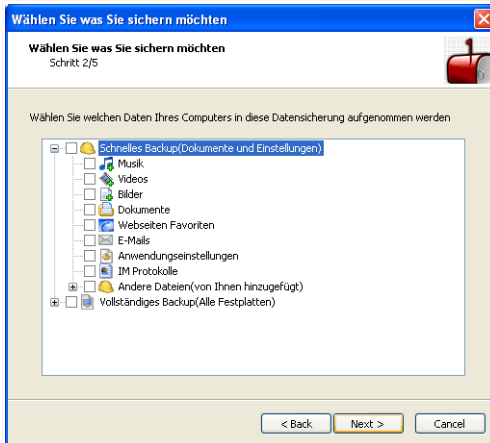 Wählen Sie was Sie sichern möchten
Wählen Sie was Sie sichern möchten
Schritt 2/5
Wählen Sie welchen Daten Ihres Computers in diese Datensicherung aufgenommen werden
Schnelles Backup(Dokumente und Einstellungen)
Musik
Videos
Bilder
Dokumente
Webseiten Favoriten
E-Mails
Anwendungseinstellungen
IM Protokolle
Andere Dateien(von Ihnen hinzugefügt)
Vollständiges Backup(Alle Festplatten)
< Back
Next >
Cancel